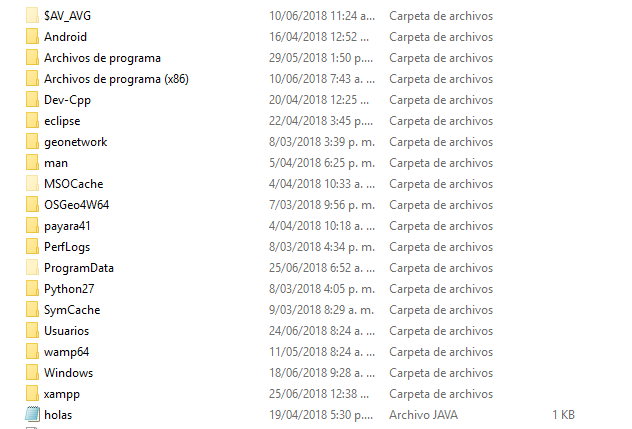 $AV_AVG 10/06/2018 11:24 a... Carpeta de archivos
Android 16/04/2018 12:52 ... Carpeta de archivos
Archivos de programa 29/05/2018 1:50 p.... Carpeta de archivos
Archivos de programa (x86) 10/06/2018 7:43 a. ... Carpeta de archivos
Dev-Cpp 20/04/2018 12:25 ... Carpeta de archivos
eclipse 22/04/2018 3:45 p.... Carpeta de archivos
geonetwork 8/03/2018 3:39 p. m. Carpeta de archivos
man 5/04/2018 6:25 p. m. Carpeta de archivos
MSOCache 4/04/2018 10:33 a. ... Carpeta de archivos
OSGeo4W64 7/03/2018 9:56 p. m. Carpeta de archivos
payara41 4/04/2018 10:18 a. ... Carpeta de archivos
PerfLogs 8/03/2018 4:34 p. m. Carpeta de archivos
ProgramData 25/06/2018 6:52 a. ... Carpeta de archivos
Python27 8/03/2018 4:05 p. m. Carpeta de archivos
SymCache 9/03/2018 8:29 a. m. Carpeta de archivos
Usuarios 24/06/2018 8:24 a. ... Carpeta de archivos
wamp64 11/05/2018 8:24 a. ... Carpeta de archivos
Windows 18/06/2018 9:28 a. ... Carpeta de archivos
xampp 25/06/2018 12:38 ... Carpeta de archivos
holas 19/04/2018 5:30 p.... Archivo JAVA 1 KB